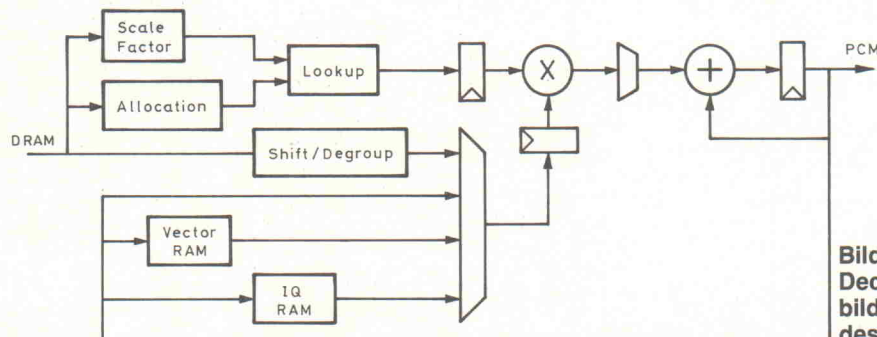 Scale
Factor
Allocation
Lookup
X
+
PCM
DRAM
Shift/Degroup
Vector
RAM
IQ
RAM
Bild
Dec
bild
des